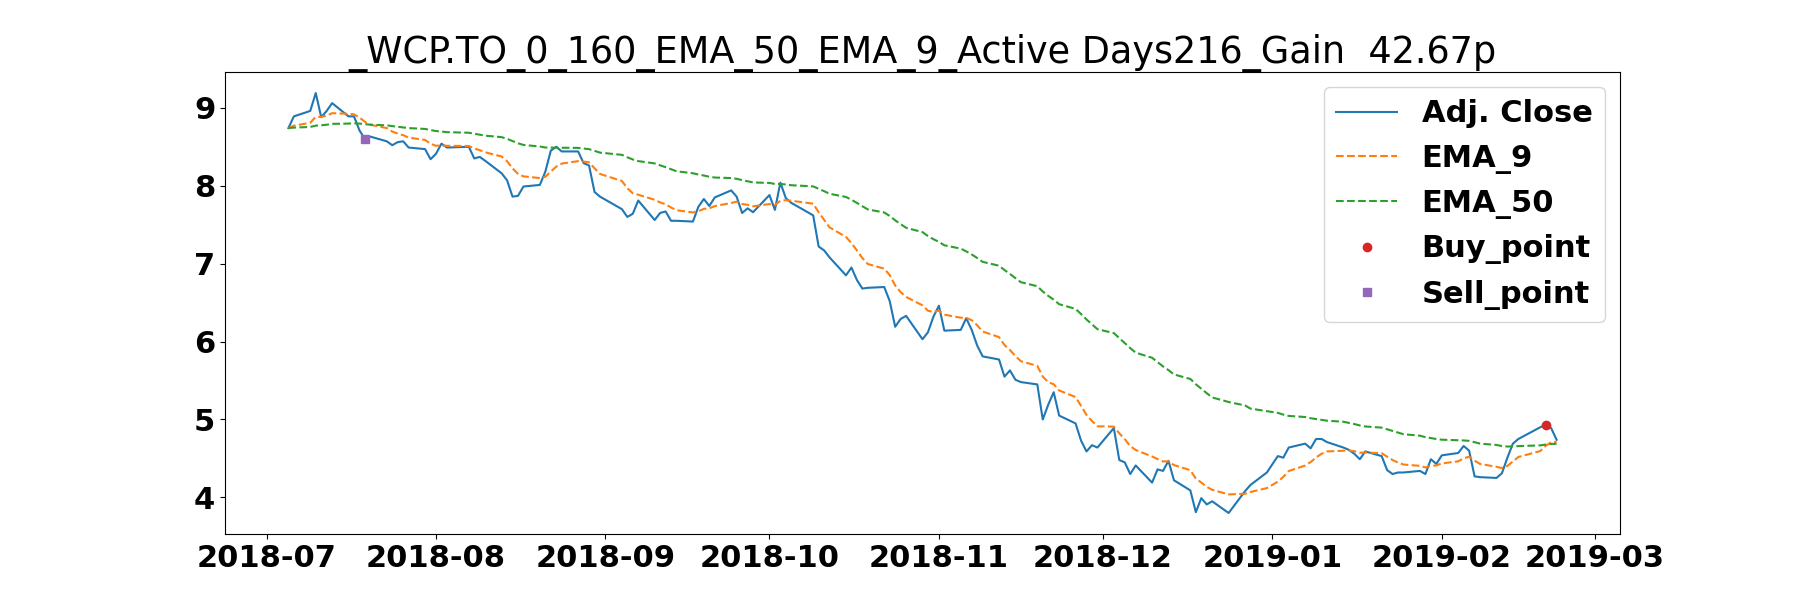 _WCP.TO_0_160_EMA_50_EMA_9_Active Days216_Gain  42.67p
9
8
7
6
5
4
Adj. Close
EMA_9
EMA_50
Buy_point
Sell_point
2018-07 2018-08 2018-09 2018-10 2018-11 2018-12 2019-01 2019-02 2019-03